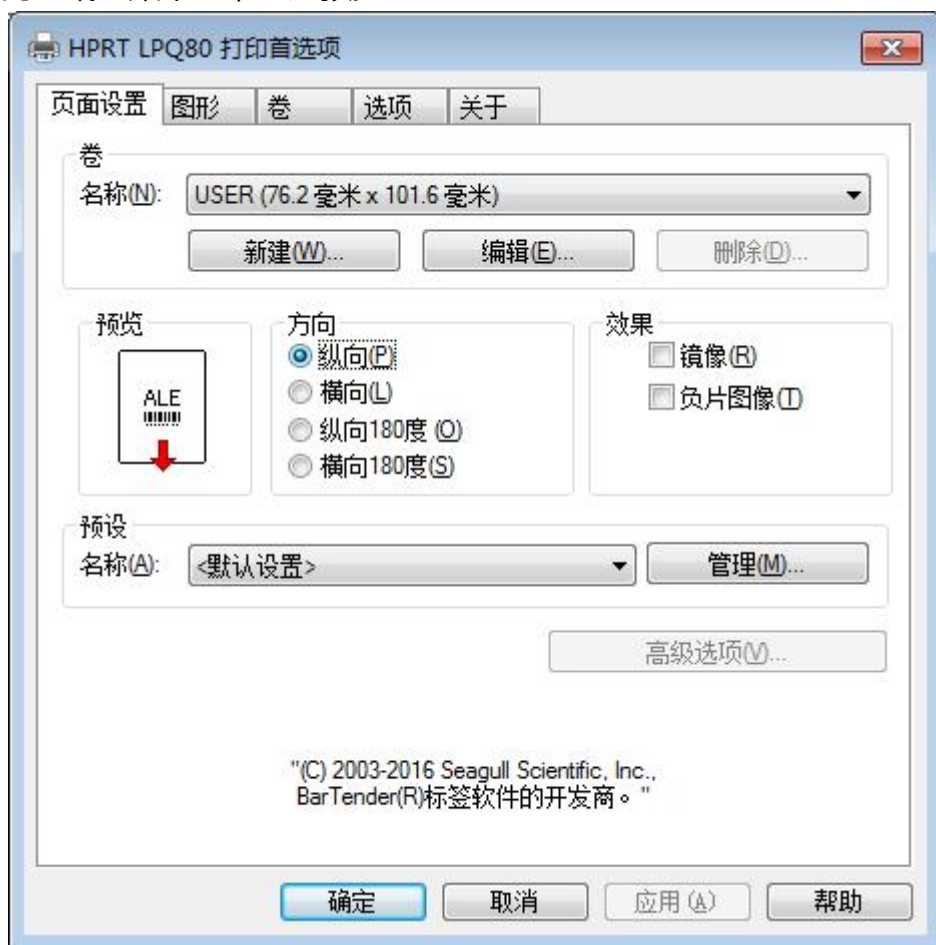 HPRT LPQ80 打印首选项
页面设置 图形 卷 选项 关于
卷
名称(N): USER (76.2 毫米 x 101.6 毫米)
新建(W)... 编辑(E)... 删除(D)...
预览 方向 效果
纵向(P) 镜像(R)
ALE 横向(L) 负片图像(T)
纵向180度 (O)
横向180度(S)
预设
名称(A): <默认设置> 管理(M)...
高级选项(V)...
"(C) 2003-2016 Seagull Scientific, Inc.,
BarTender(R)标签软件的开发商。"
确定 取消 应用 (A) 帮助